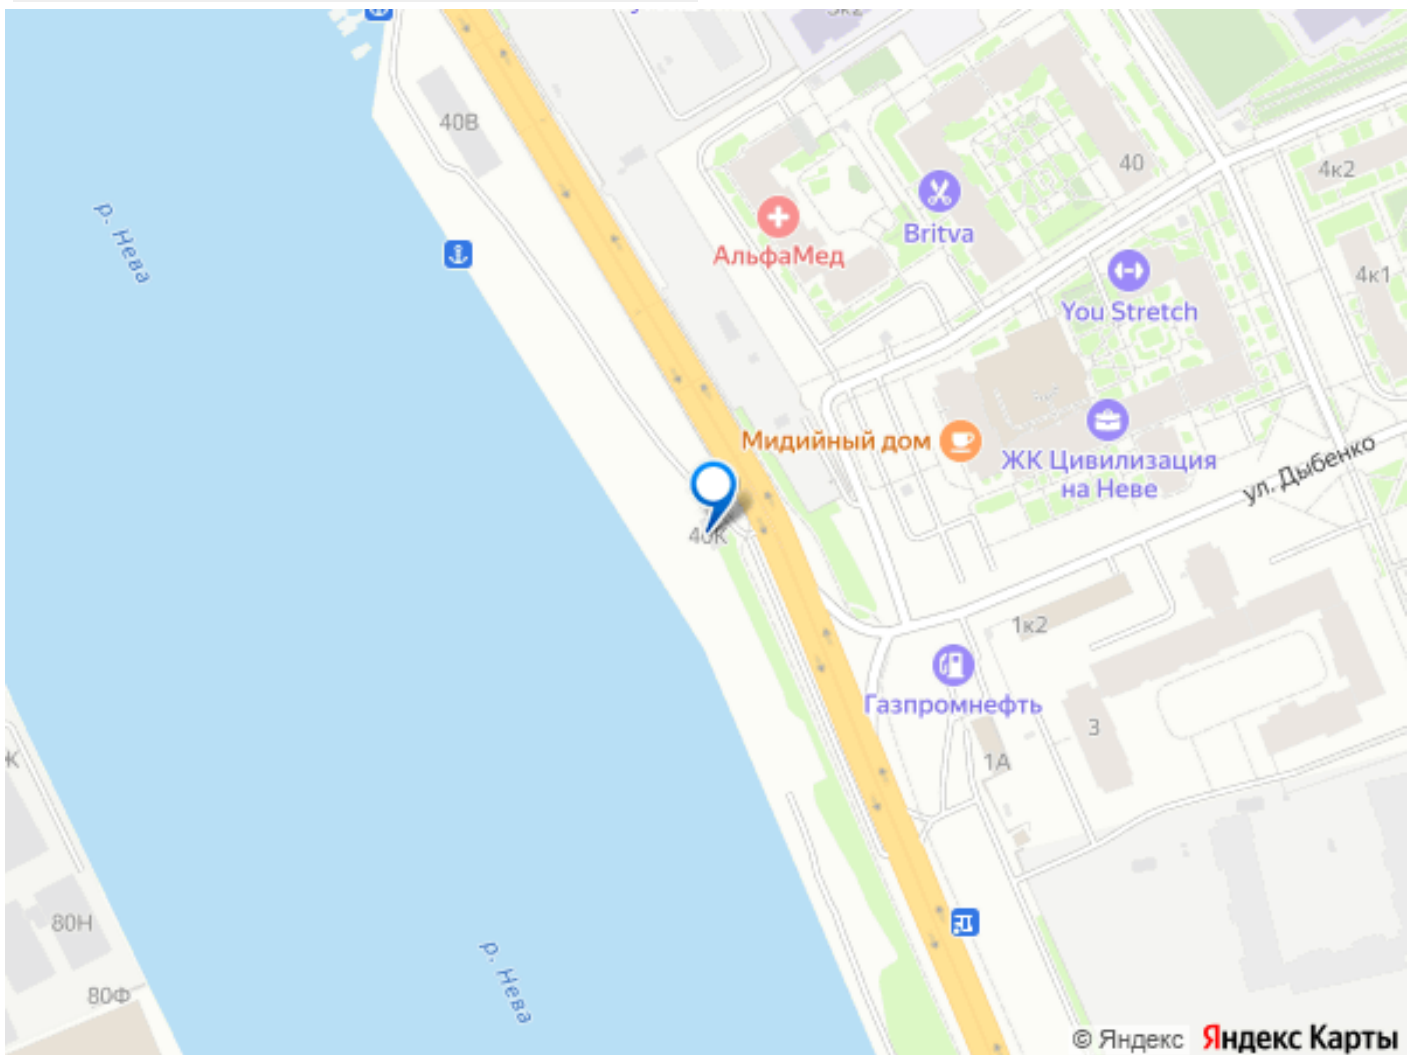 40В
40
4к2
р. Нева
Britva
АльфаМед
4к1
You Stretch
Мидийный дом
ЖК Цивилизация
на Неве
ул. Дыбенко
40К
1к2
Газпромнефть
3
1А
80Н
р. Нева
80Ф
© Яндекс Яндекс Карты